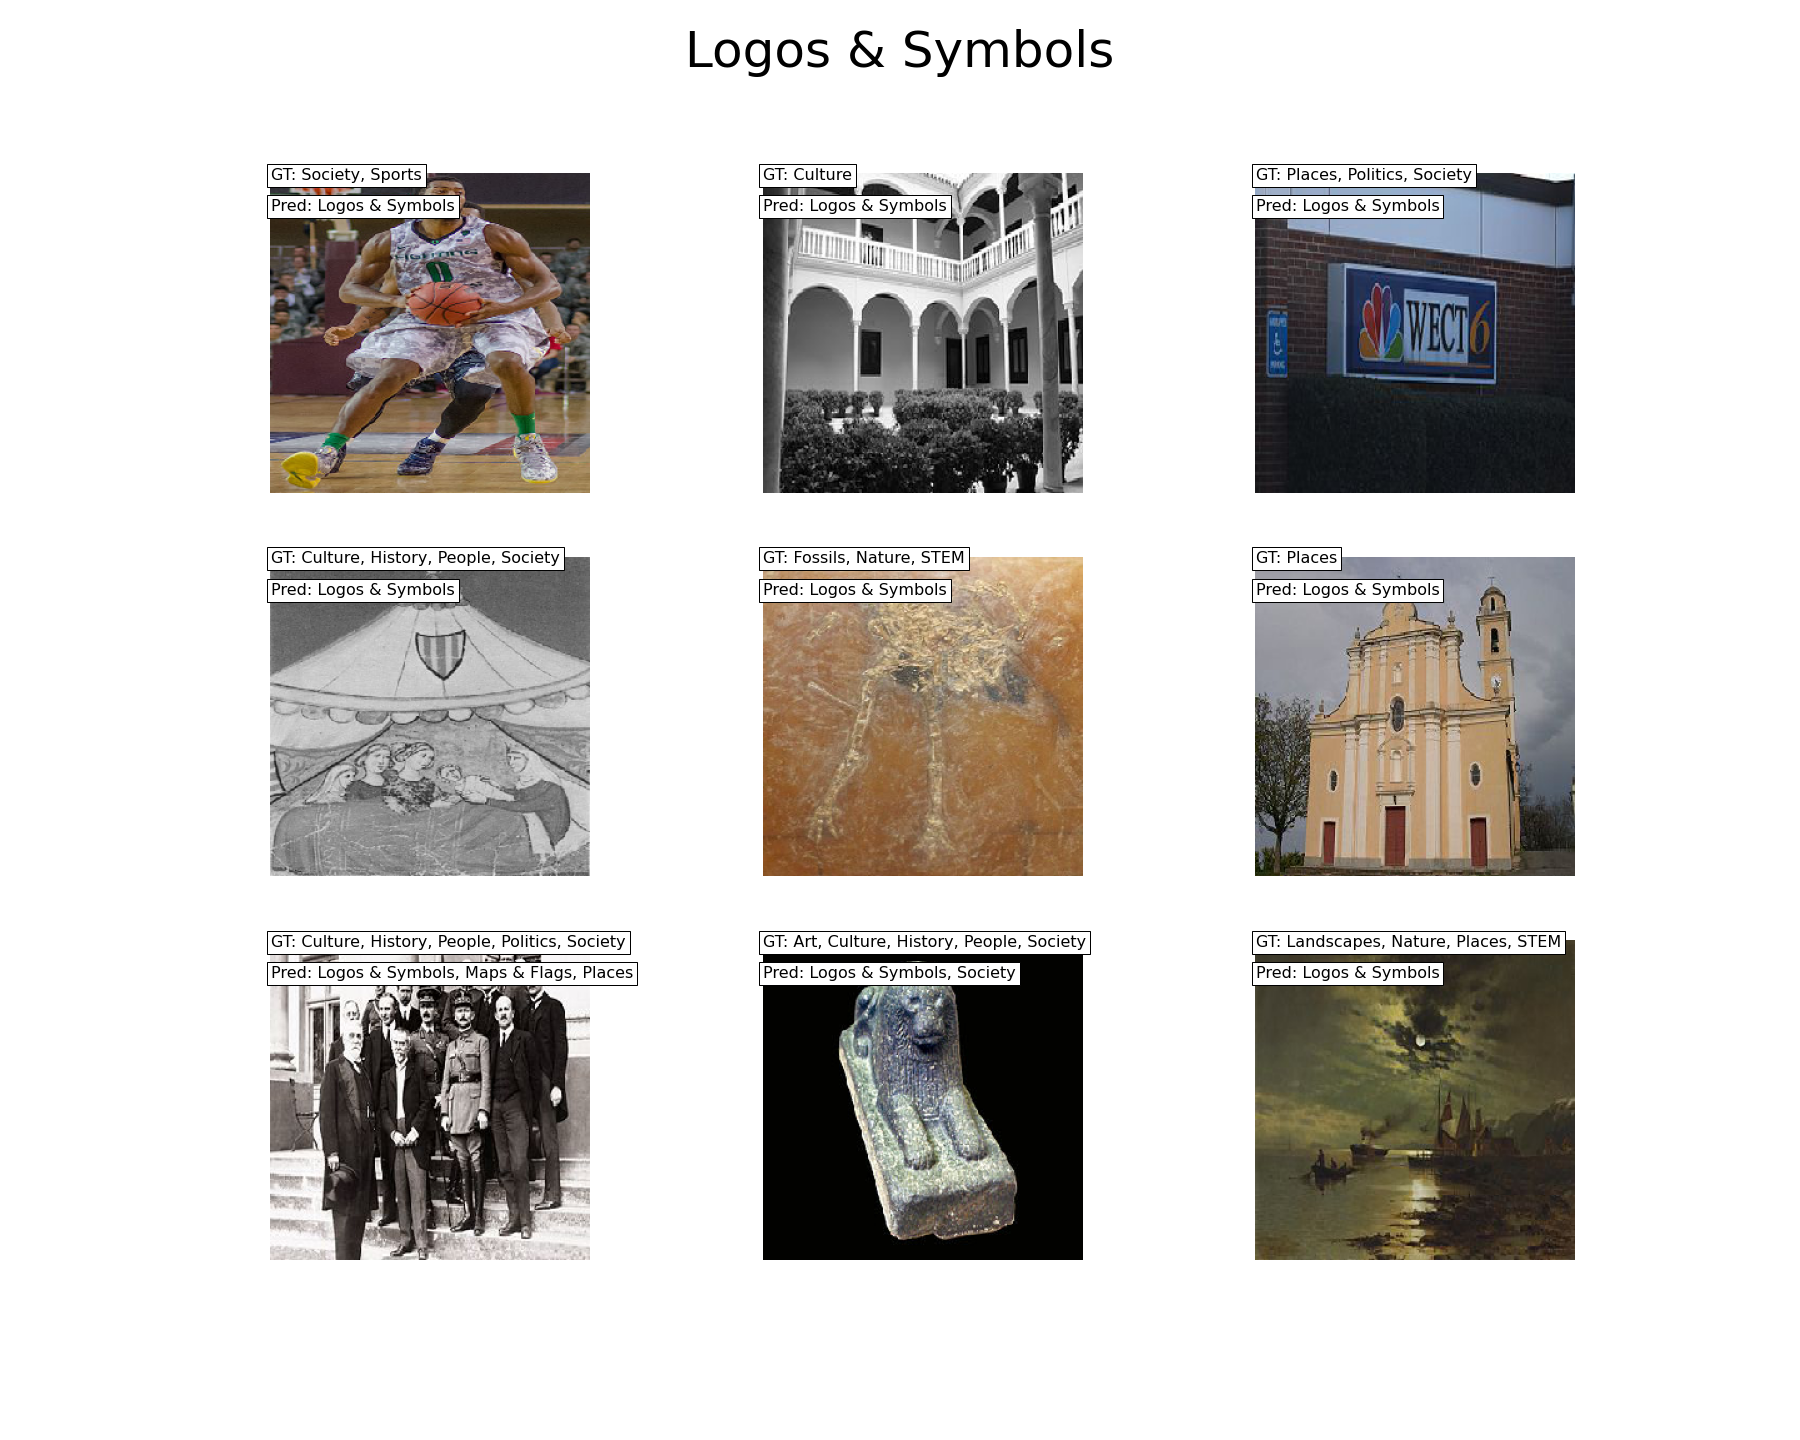 Logos & Symbols
GT: Society, Sports
Pred: Logos & Symbols
0
GT: Culture
Pred: Logos & Symbols
GT: Places, Politics, Society
Pred: Logos & Symbols
WECT 6
GT: Culture, History, People, Society
Pred: Logos & Symbols
GT: Fossils, Nature, STEM
Pred: Logos & Symbols
GT: Places
Pred: Logos & Symbols
GT: Culture, History, People, Politics, Society
Pred: Logos & Symbols, Maps & Flags, Places
GT: Art, Culture, History, People, Society
Pred: Logos & Symbols, Society
GT: Landscapes, Nature, Places, STEM
Pred: Logos & Symbols